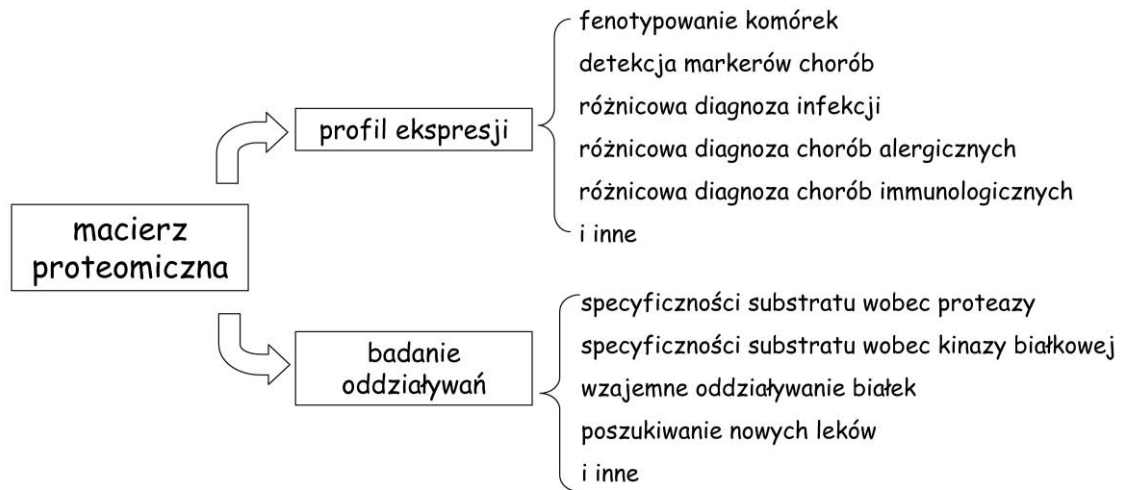 macierz
proteomiczna
profil ekspresji
fenotypowanie komórek
detekcja markerów chorób
różnicowa diagnoza infekcji
różnicowa diagnoza chorób alergicznych
różnicowa diagnoza chorób immunologicznych
i inne
badanie
oddziaływań
specyficzności substratu wobec proteazy
specyficzności substratu wobec kinazy białkowej
wzajemne oddziaływanie białek
poszukiwanie nowych leków
i inne